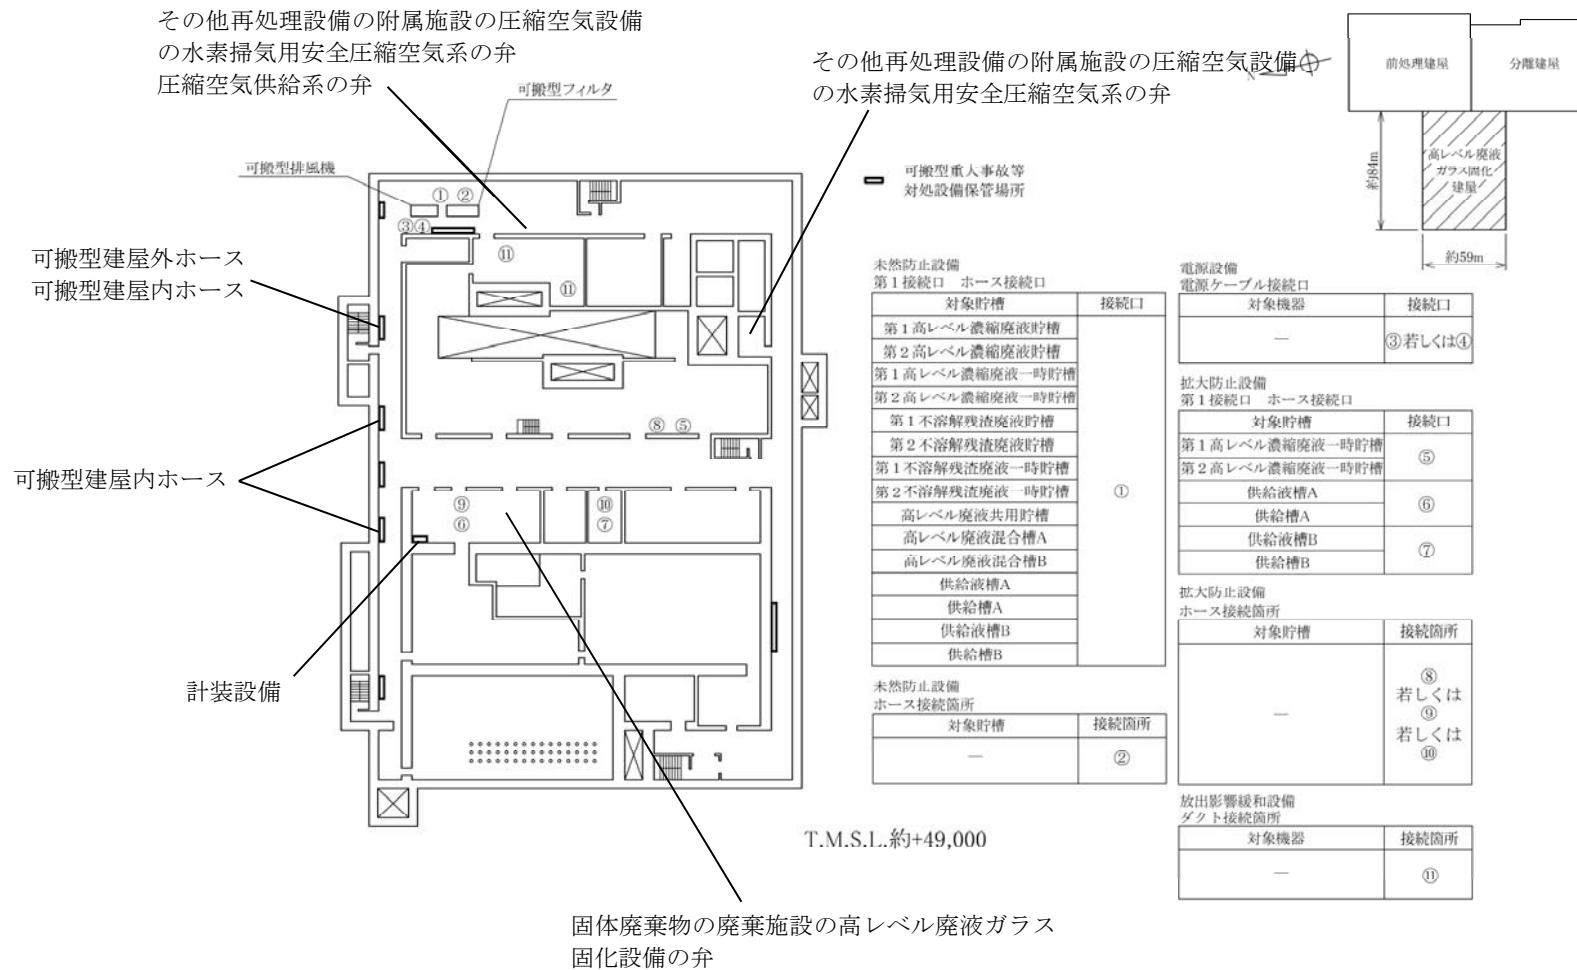 その他再処理設備の附属施設の圧縮空気設備
の水素掃気用安全圧縮空気系の弁
圧縮空気供給系の弁
その他再処理設備の附属施設の圧縮空気設備
の水素掃気用安全圧縮空気系の弁
可搬型フィルタ
可搬型排風機
① ②
③④
⑪
⑪
可搬型建屋外ホース
可搬型建屋内ホース
⑧ ⑤
可搬型建屋内ホース
⑨
⑥
⑩
⑦
計装設備
固体廃棄物の廃棄施設の高レベル廃液ガラス
固化設備の弁
T.M.S.L.約+49,000
可搬型重大事故等
対処設備保管場所
N
前処理建屋
分離建屋
高レベル廃液
ガラス固化
建屋
約84m
約59m
未然防止設備
第1接続口 ホース接続口
対象貯槽 接続口
第1高レベル濃縮廃液貯槽
第2高レベル濃縮廃液貯槽
第1高レベル濃縮廃液一時貯槽
第2高レベル濃縮廃液一時貯槽
第1不溶解残渣廃液貯槽
第2不溶解残渣廃液貯槽
第1不溶解残渣廃液一時貯槽
第2不溶解残渣廃液一時貯槽 ①
高レベル廃液共用貯槽
高レベル廃液混合槽A
高レベル廃液混合槽B
供給液槽A
供給槽A
供給液槽B
供給槽B
未然防止設備
ホース接続箇所
対象貯槽 接続箇所
― ②
電源設備
電源ケーブル接続口
対象機器 接続口
― ③若しくは④
拡大防止設備
第1接続口 ホース接続口
対象貯槽 接続口
第1高レベル濃縮廃液一時貯槽
⑤
第2高レベル濃縮廃液一時貯槽
供給液槽A
⑥
供給槽A
供給液槽B
⑦
供給槽B
拡大防止設備
ホース接続箇所
対象貯槽 接続箇所
⑧
若しくは
― ⑨
若しくは
⑩
放出影響緩和設備
ダクト接続箇所
対象機器 接続箇所
― ⑪